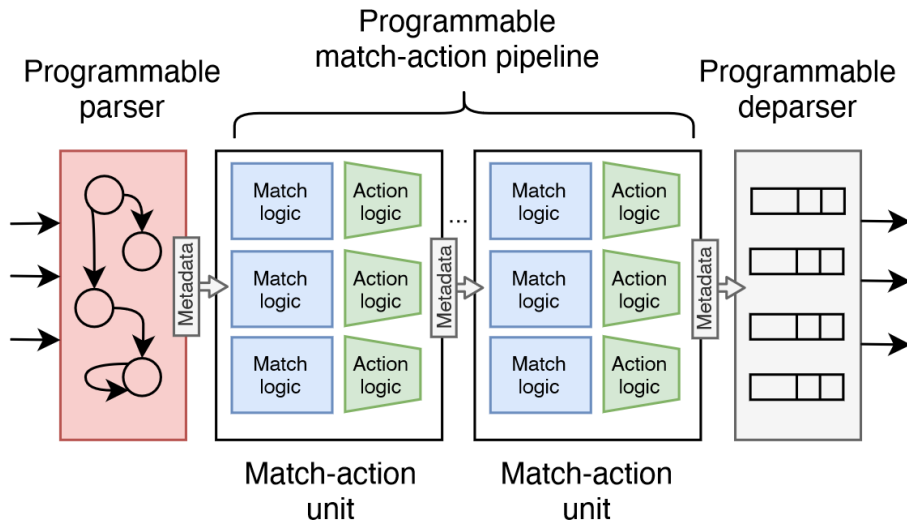 Programmable
match-action pipeline
Programmable
parser
Programmable
deparser
Match
logic
Action
logic
Match
logic
Action
logic
Match
logic
Action
logic
Metadata
...
Match
logic
Action
logic
Match
logic
Action
logic
Match
logic
Action
logic
Metadata
Metadata
Match-action
unit
Match-action
unit